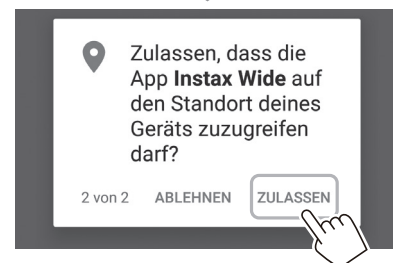 Zulassen, dass die
App Instax Wide auf
den Standort deines
Geräts zuzugreifen
darf?
2 von 2 ABLEHNEN ZULASSEN